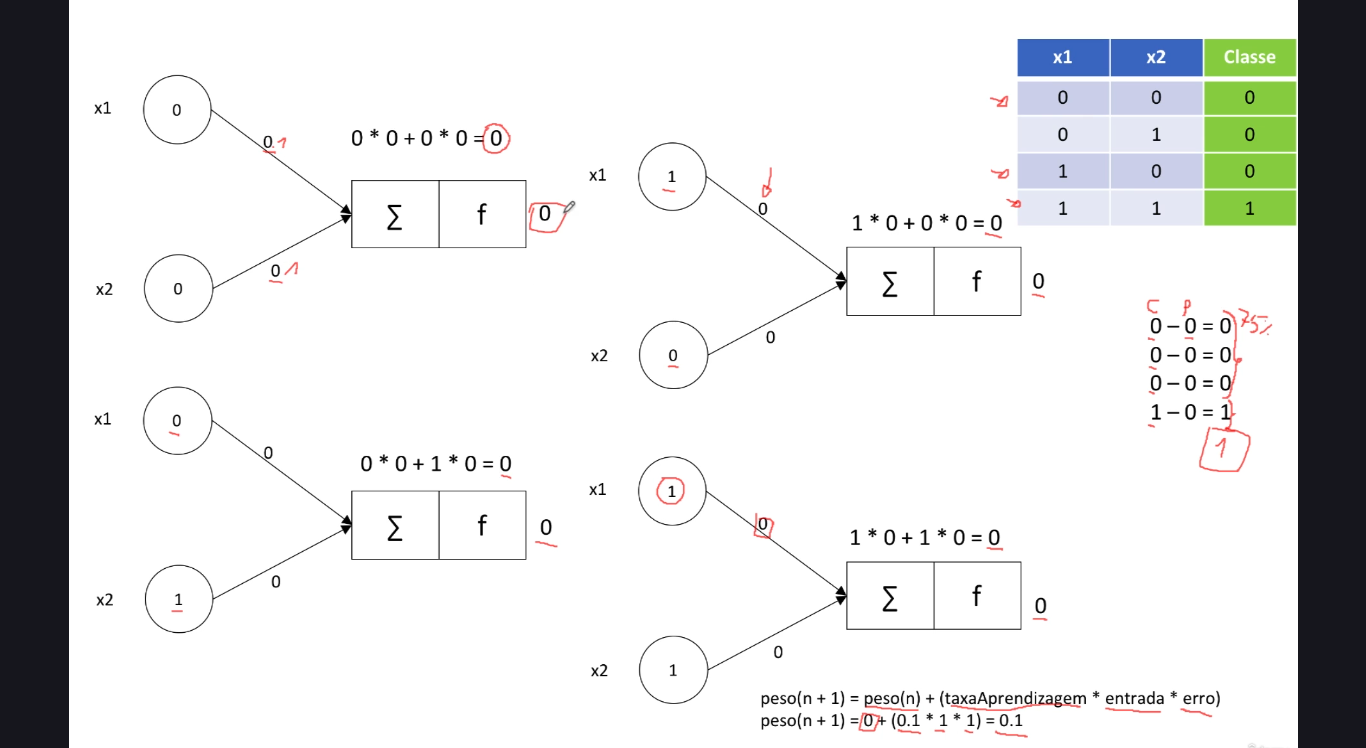 x1 0
0.1
0 * 0 + 0 * 0 = 0
∑ f 0
0 1
x2 0
x1 1
0
1 * 0 + 0 * 0 = 0
∑ f 0
0
x2 0
x1 x2 Classe
0 0 0
0 1 0
1 0 0
1 1 1
C P
0 – 0 = 0 75%
0 – 0 = 0
0 – 0 = 0
1 – 0 = 1
1
x1 0
0
0 * 0 + 1 * 0 = 0
∑ f 0
0
x2 1
x1 1
0
1 * 0 + 1 * 0 = 0
∑ f 0
0
x2 1
peso(n + 1) = peso(n) + (taxaAprendizagem * entrada * erro)
peso(n + 1) = 0 + (0.1 * 1 * 1) = 0.1